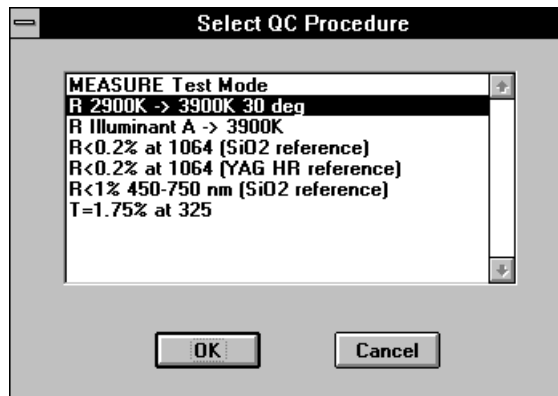 Select QC Procedure
MEASURE Test Mode
R 2900K -> 3900K 30 deg
R Illuminant A -> 3900K
R<0.2% at 1064 (SiO2 reference)
R<0.2% at 1064 (YAG HR reference)
R<1% 450-750 nm (SiO2 reference)
T=1.75% at 325
OK Cancel